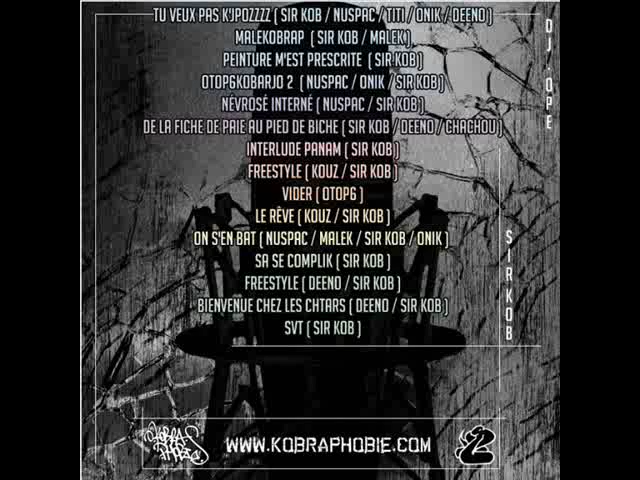 TU VEUX PAS K'JPOZZZZ ( SIR KOB / NUSPAC / TITI / ONIK / DEENO )
MALEKOBRAP ( SIR KOB / MALEK )
PEINTURE M'EST PRESCRITE ( SIR KOB )
OTOP6KOBARJO 2 ( NUSPAC / ONIK / SIR KOB )
NÉVROSÉ INTERNÉ ( NUSPAC / SIR KOB )
DE LA FICHE DE PAIE AU PIED DE BICHE ( SIR KOB / DEENO / CHACHOU )
INTERLUDE PANAM ( SIR KOB )
FREESTYLE ( KOUZ / SIR KOB )
VIDER ( OTOP6 )
LE RÊVE ( KOUZ / SIR KOB )
ON S'EN BAT ( NUSPAC / MALEK / SIR KOB / ONIK )
SA SE COMPLIK ( SIR KOB )
FREESTYLE ( DEENO / SIR KOB )
BIENVENUE CHEZ LES CHTARS ( DEENO / SIR KOB )
SVT ( SIR KOB )
DJ OPE
SIR KOB
WWW.KOBRAPHOBIE.COM